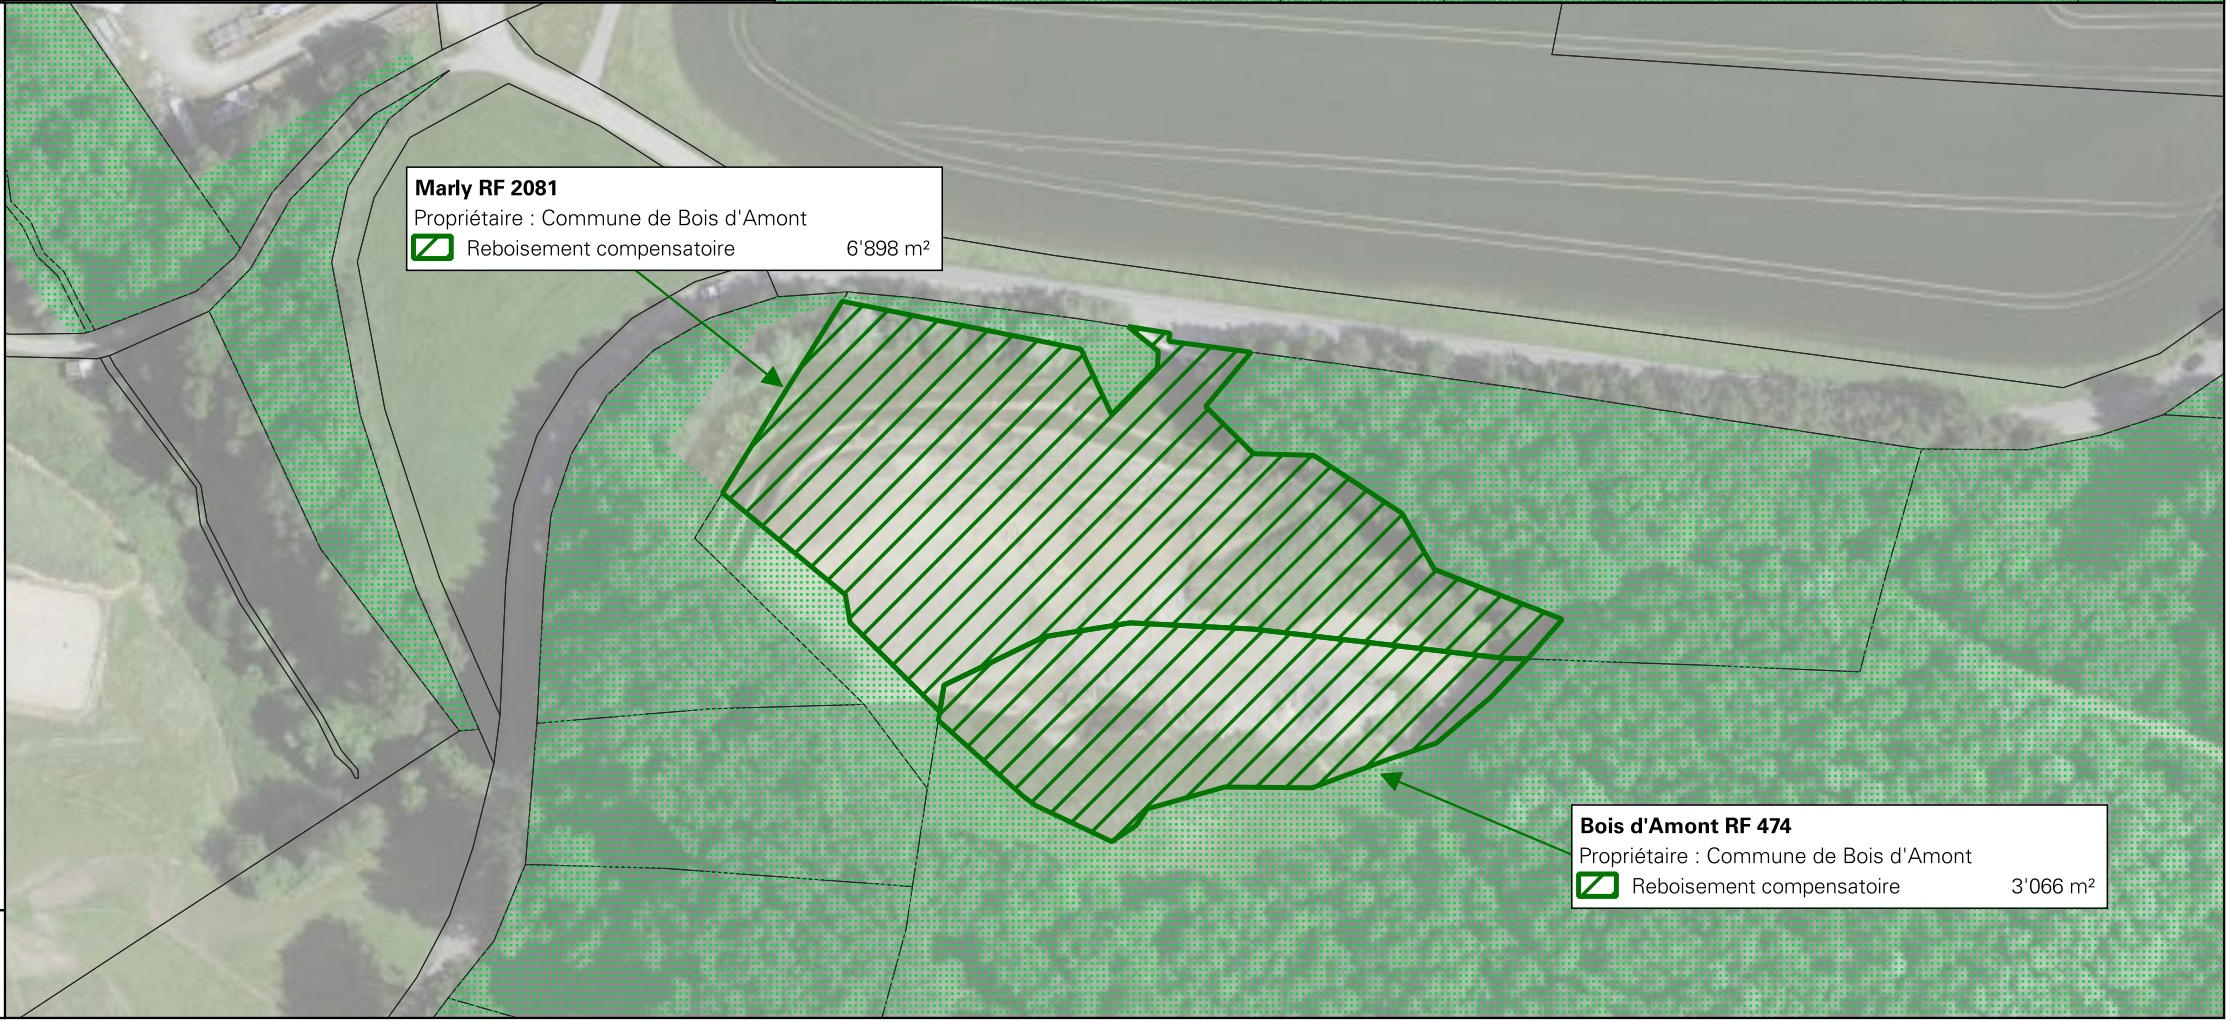 Marly RF 2081
Propriétaire : Commune de Bois d'Amont
Reboisement compensatoire 6'898 m²
Bois d'Amont RF 474
Propriétaire : Commune de Bois d'Amont
Reboisement compensatoire 3'066 m²